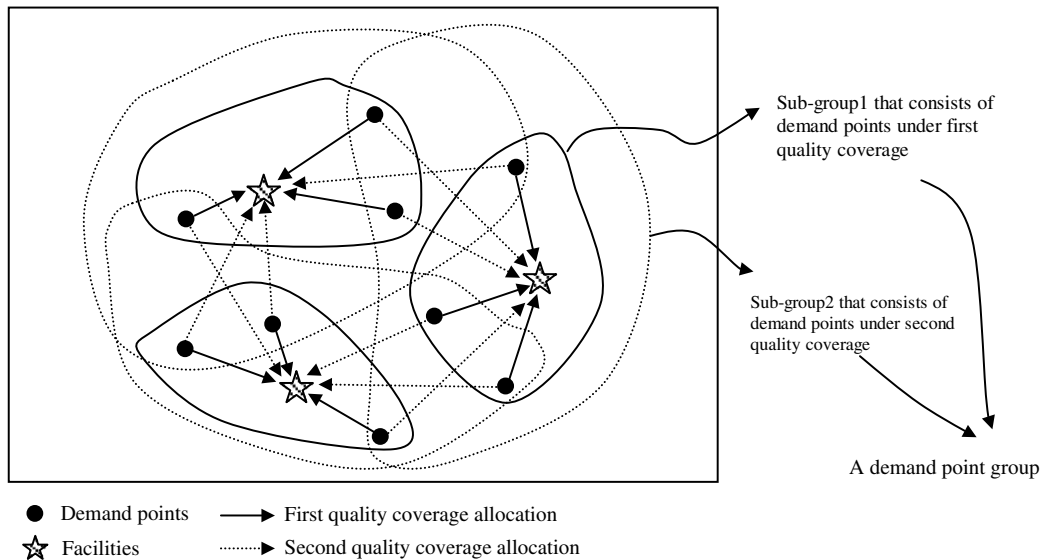 Sub-group1 that consists of
demand points under first
quality coverage
Sub-group2 that consists of
demand points under second
quality coverage
A demand point group
Demand points
First quality coverage allocation
Facilities
Second quality coverage allocation